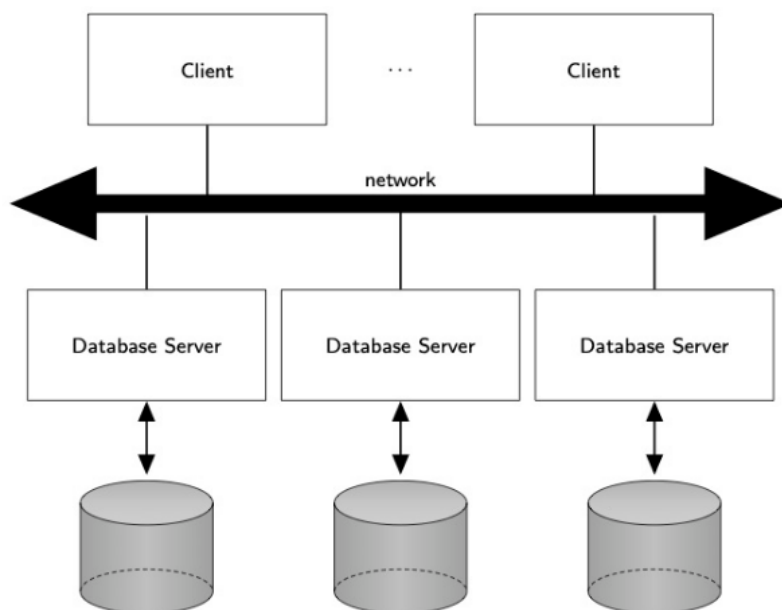 Client
...
Client
network
Database Server
Database Server
Database Server